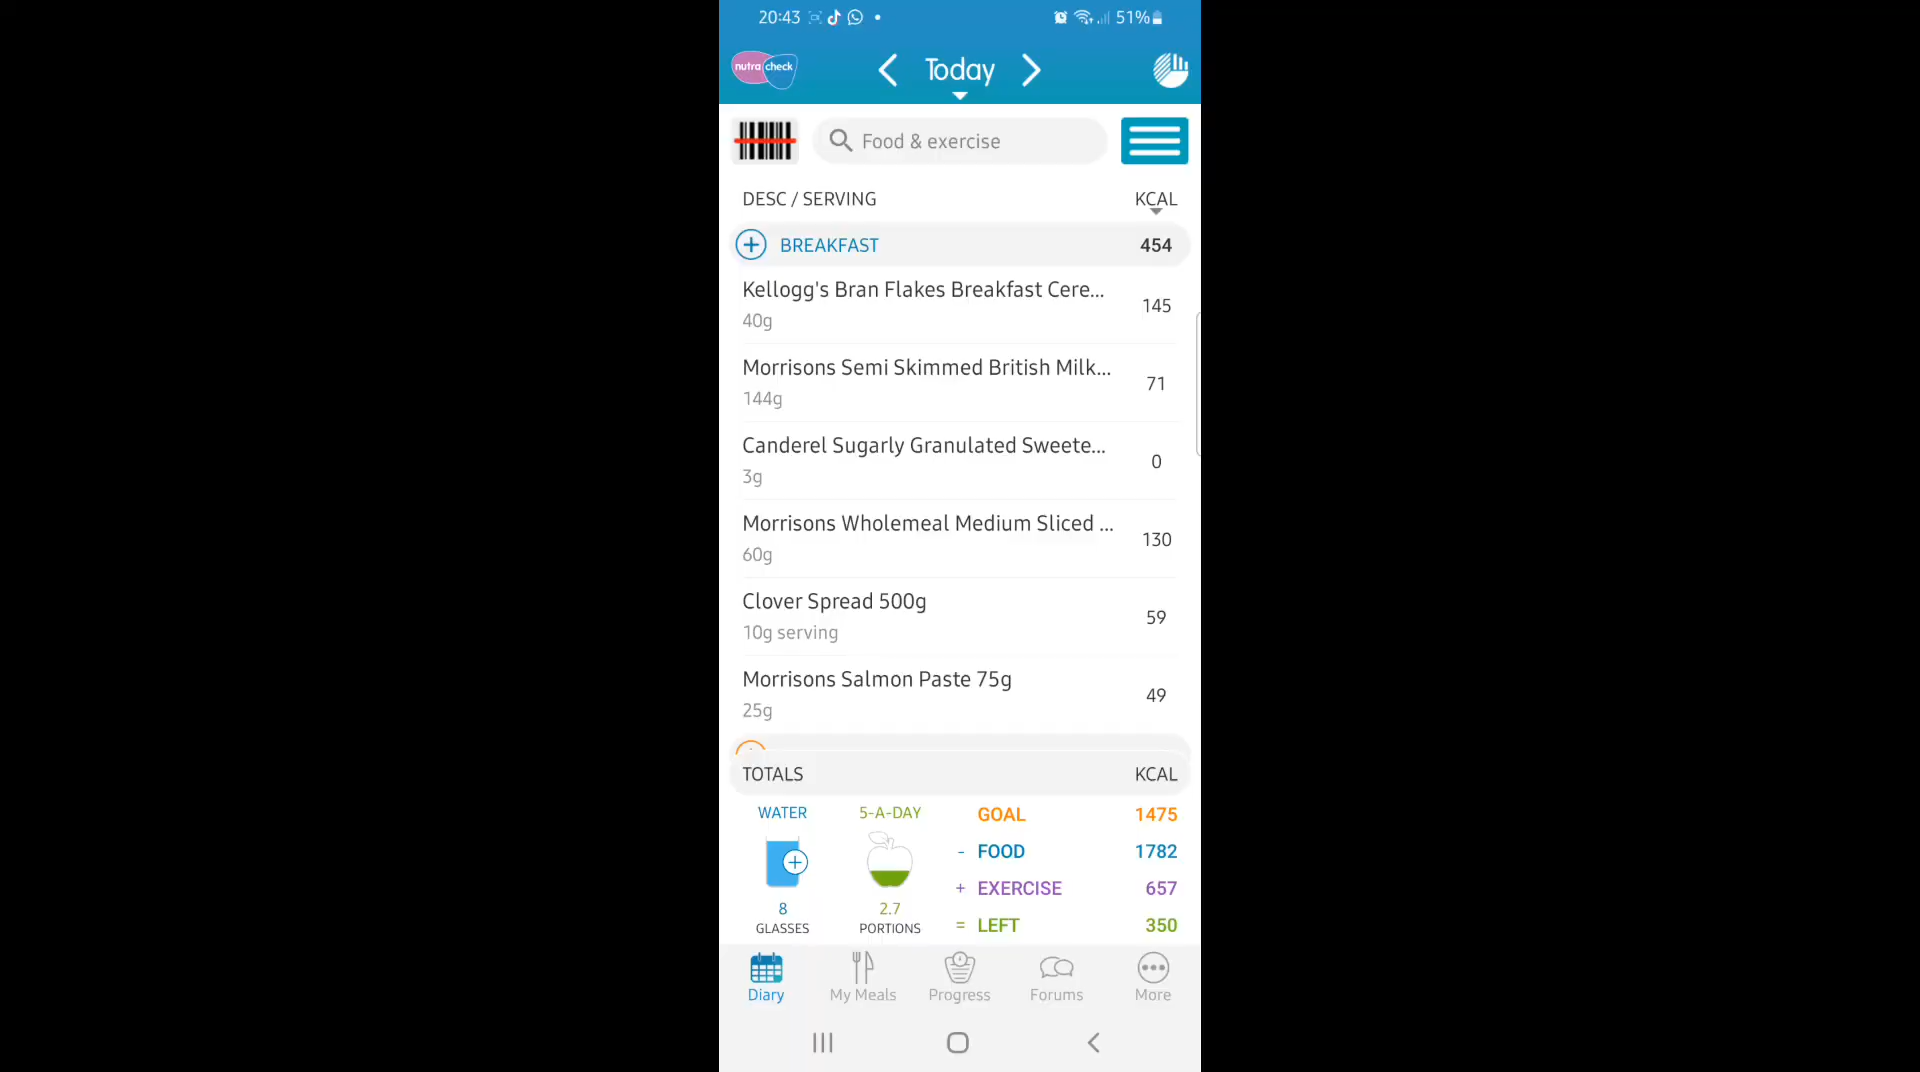 20:43
51%
nutra check
Today
Food & exercise
DESC / SERVING KCAL
BREAKFAST 454
Kellogg's Bran Flakes Breakfast Cere... 145
40g
Morrisons Semi Skimmed British Milk... 71
144g
Canderel Sugarly Granulated Sweete... 0
3g
Morrisons Wholemeal Medium Sliced ... 130
60g
Clover Spread 500g 59
10g serving
Morrisons Salmon Paste 75g 49
25g
TOTALS KCAL
WATER 5-A-DAY GOAL 1475
- FOOD 1782
+ EXERCISE 657
8 2.7
GLASSES PORTIONS = LEFT 350
Diary My Meals Progress Forums More